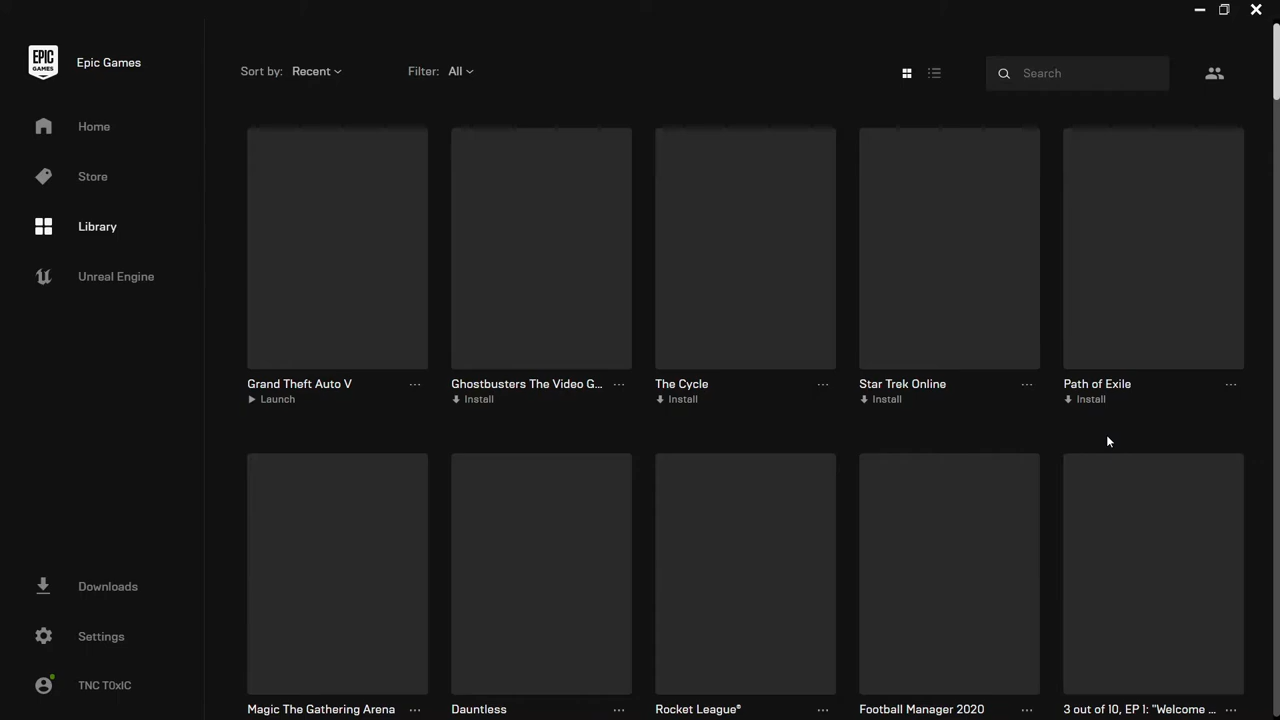 EPIC GAMES
Epic Games
Sort by: Recent
Filter: All
Search
Home
Store
Library
Unreal Engine
Grand Theft Auto V ...
Launch
Ghostbusters The Video G... ...
Install
The Cycle ...
Install
Star Trek Online ...
Install
Path of Exile ...
Install
Magic The Gathering Arena ...
Dauntless ...
Rocket League® ...
Football Manager 2020 ...
3 out of 10, EP 1: "Welcome ... ...
Downloads
Settings
TNC T0xIC